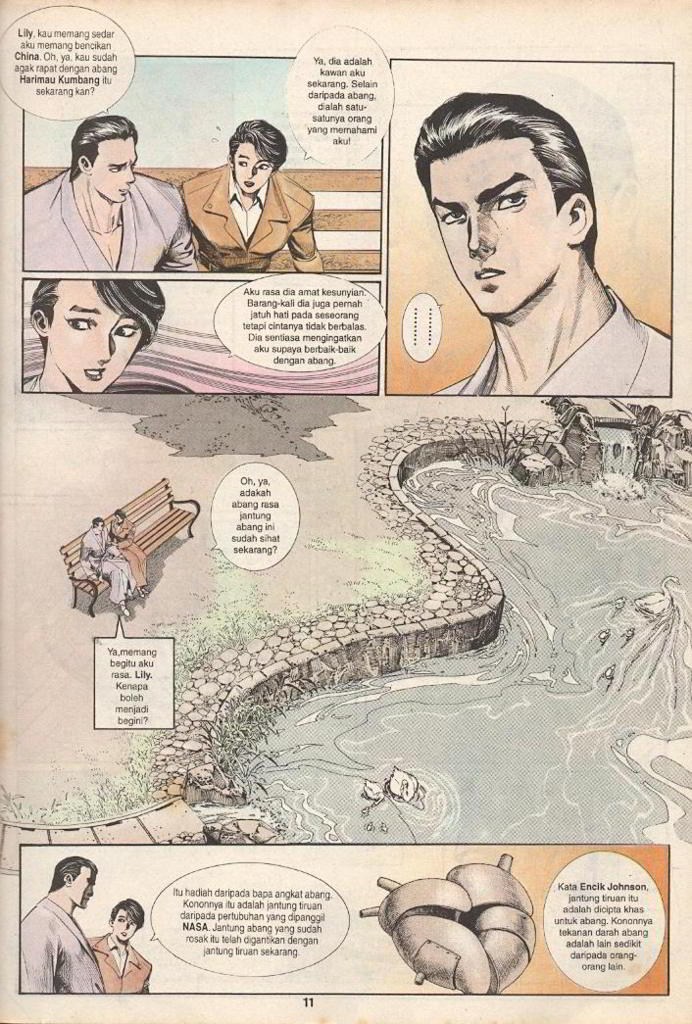 Lily, kau memang sedar
aku memang bencikan
China. Oh, ya, kau sudah
agak rapat dengan abang
Harimau Kumbang itu
sekarang kan?
Ya, dia adalah
kawan aku
sekarang. Selain
daripada abang,
dialah satu-
satunya orang
yang memahami
aku!
Aku rasa dia amat kesunyian.
Barang-kali dia juga pernah
jatuh hati pada seseorang
tetapi cintanya tidak berbalas.
Dia sentiasa mengingatkan
aku supaya berbaik-baik
dengan abang.
Oh, ya,
adakah
abang rasa
jantung
abang ini
sudah sihat
sekarang?
Ya,memang
begitu aku
rasa. Lily.
Kenapa
boleh
menjadi
begini?
Itu hadiah daripada bapa angkat abang.
Kononnya itu adalah jantung tiruan
daripada pertubuhan yang dipanggil
NASA. Jantung abang yang sudah
rosak itu telah digantikan dengan
jantung tiruan sekarang.
Kata Encik Johnson,
jantung tiruan itu
adalah dicipta khas
untuk abang. Kononnya
tekanan darah abang
adalah lain sedikit
daripada orang-
orang lain.
11